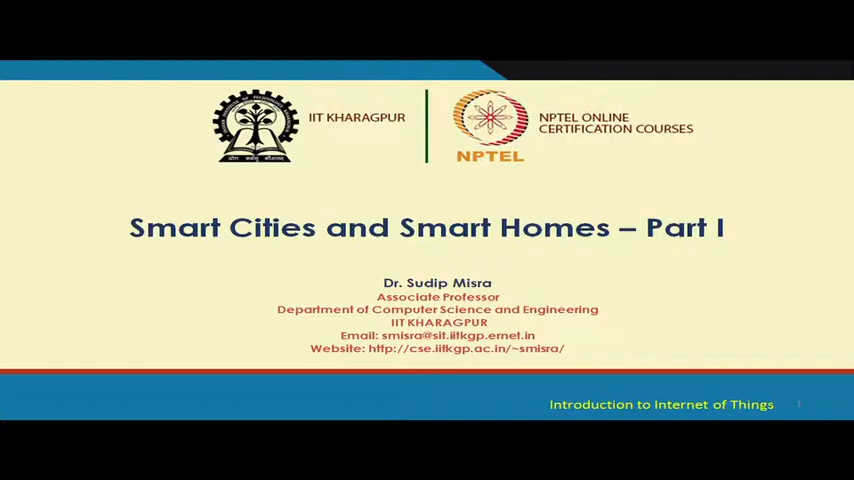 IIT KHARAGPUR
NPTEL ONLINE
CERTIFICATION COURSES
NPTEL
Smart Cities and Smart Homes – Part I
Dr. Sudip Misra
Associate Professor
Department of Computer Science and Engineering
IIT KHARAGPUR
Email: smisra@sit.iitkgp.ernet.in
Website: http://cse.iitkgp.ac.in/~smisra/
Introduction to Internet of Things 1